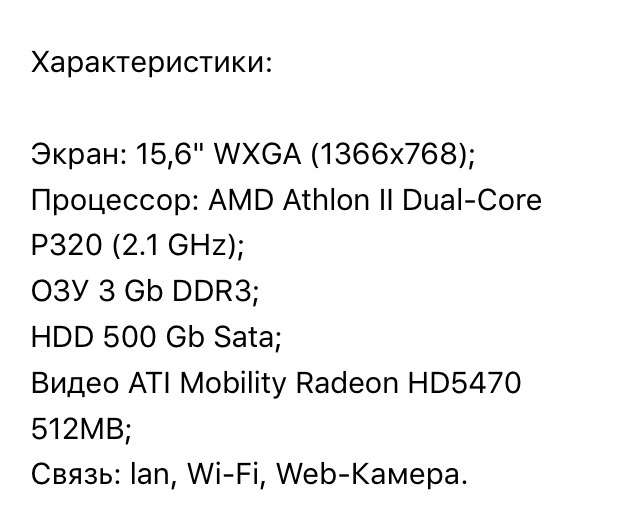 Характеристики:
Экран: 15,6" WXGA (1366x768);
Процессор: AMD Athlon II Dual-Core
P320 (2.1 GHz);
ОЗУ 3 Gb DDR3;
HDD 500 Gb Sata;
Видео ATI Mobility Radeon HD5470
512MB;
Связь: lan, Wi-Fi, Web-Камера.